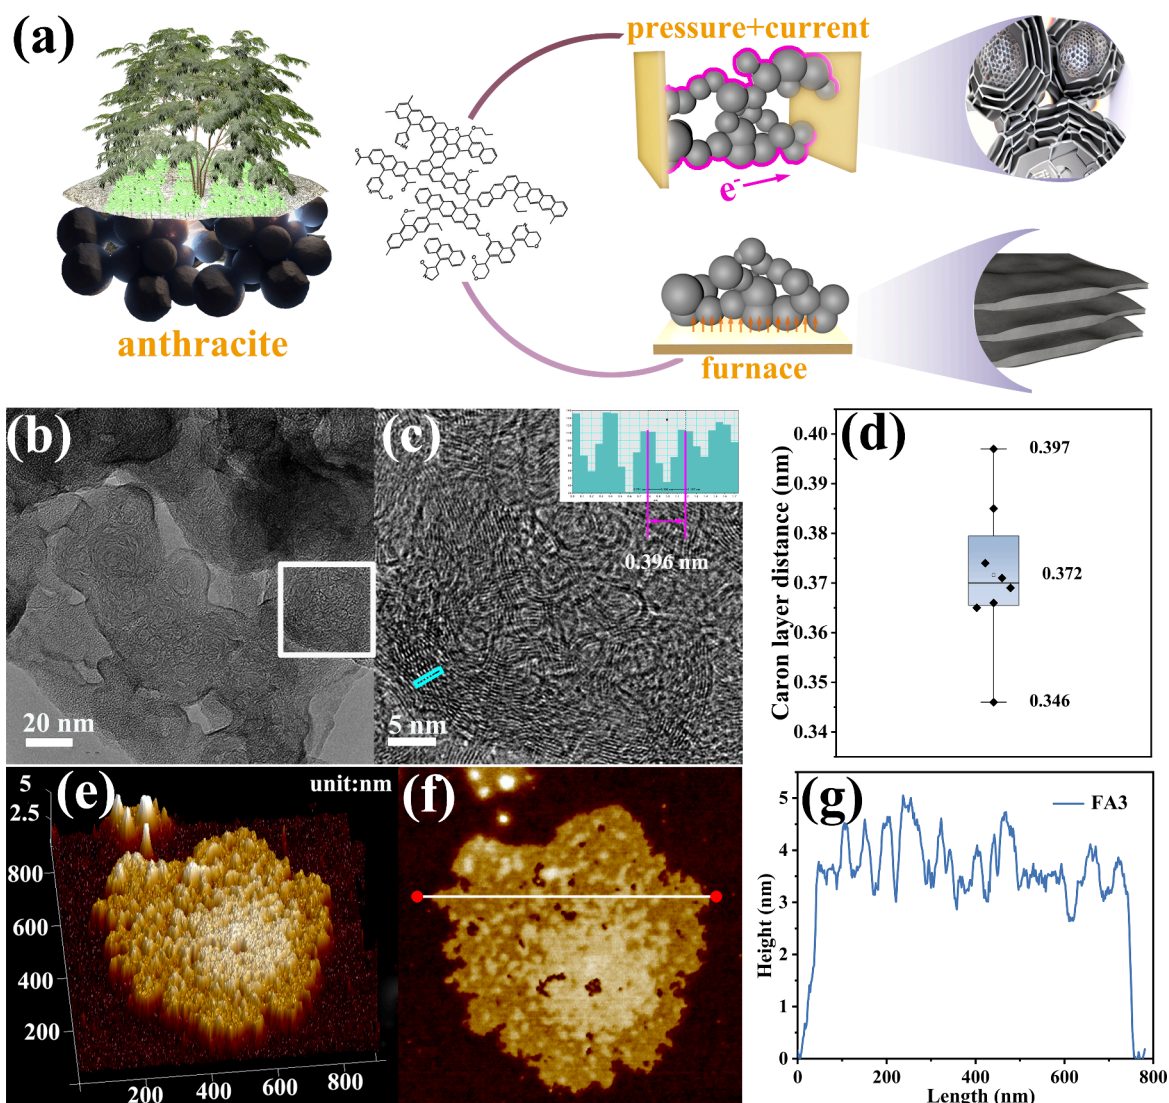 (a)
pressure+current
e-
anthracite
furnace
(b)
20 nm
(c)
0.396 nm
5 nm
(d)
Caron layer distance (nm)
0.40
0.39
0.38
0.37
0.36
0.35
0.34
0.397
0.372
0.346
(e)
unit:nm
5
2.5
800
600
400
200
200
400
600
800
(f)
(g)
FA3
Height (nm)
5
4
3
2
1
0
0
200
400
600
800
Length (nm)